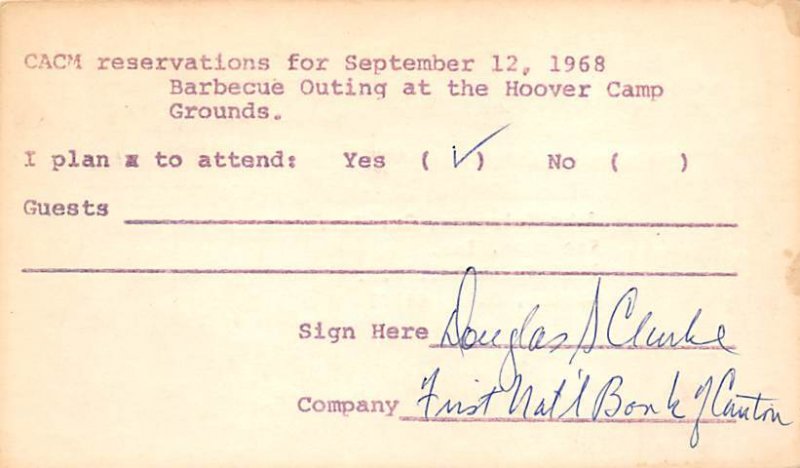 CACM reservations for September 12, 1968
Barbecue Outing at the Hoover Camp
Grounds.
I plan x to attend: Yes ( ✓ ) No ( )
Guests
Sign Here Douglas S Clarke
Company First Nat'l Bank of Canton